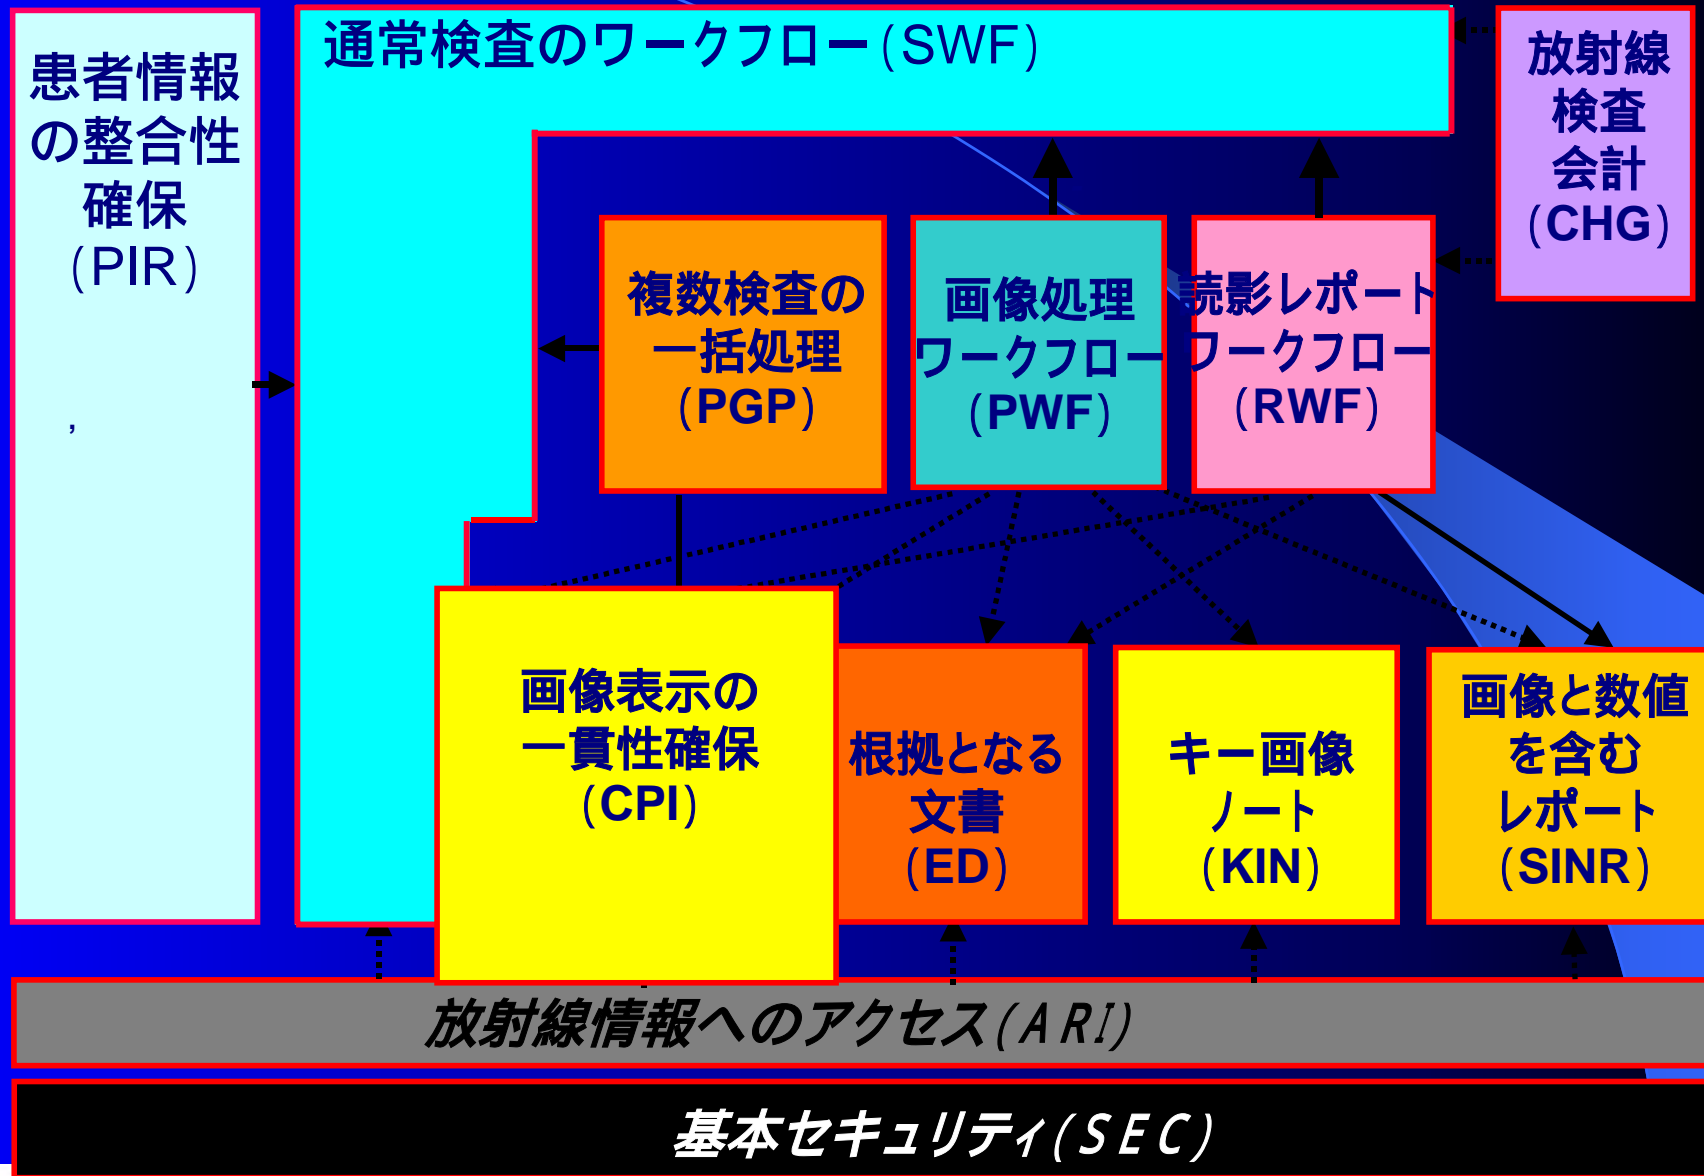 患者情報
の整合性
確保
(PIR)
,
通常検査のワークフロー(SWF)
放射線
検査
会計
(CHG)
複数検査の
一括処理
(PGP)
画像処理
ワークフロー
(PWF)
読影レポート
ワークフロー
(RWF)
画像表示の
一貫性確保
(CPI)
根拠となる
文書
(ED)
キー画像
ノート
(KIN)
画像と数値
を含む
レポート
(SINR)
放射線情報へのアクセス(ARI)
基本セキュリティ(SEC)